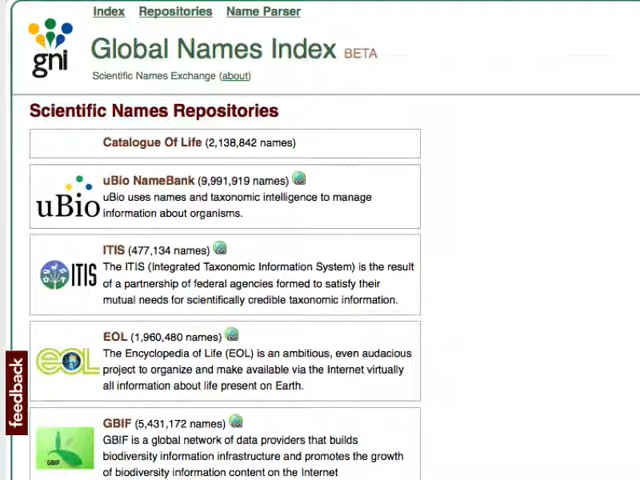 Index Repositories Name Parser
gni
Global Names Index BETA
Scientific Names Exchange (about)
Scientific Names Repositories
Catalogue Of Life (2,138,842 names)
uBio
uBio NameBank (9,991,919 names)
uBio uses names and taxonomic intelligence to manage
information about organisms.
ITIS
ITIS (477,134 names)
The ITIS (Integrated Taxonomic Information System) is the result
of a partnership of federal agencies formed to satisfy their
mutual needs for scientifically credible taxonomic information.
EOL
EOL (1,960,480 names)
The Encyclopedia of Life (EOL) is an ambitious, even audacious
project to organize and make available via the Internet virtually
all information about life present on Earth.
feedback
GBIF
GBIF (5,431,172 names)
GBIF is a global network of data providers that builds
biodiversity information infrastructure and promotes the growth
of biodiversity information content on the Internet